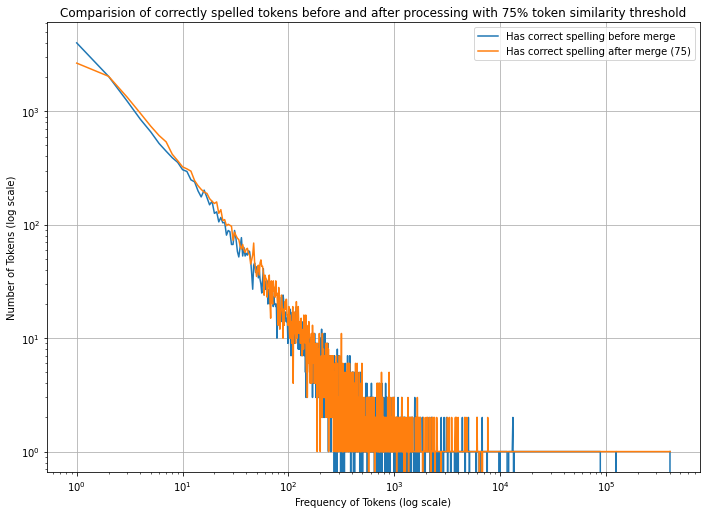 Comparision of correctly spelled tokens before and after processing with 75% token similarity threshold
Has correct spelling before merge
Has correct spelling after merge (75)
Number of Tokens (log scale)
10³
10²
10¹
10⁰
10⁰ 10¹ 10² 10³ 10⁴ 10⁵
Frequency of Tokens (log scale)